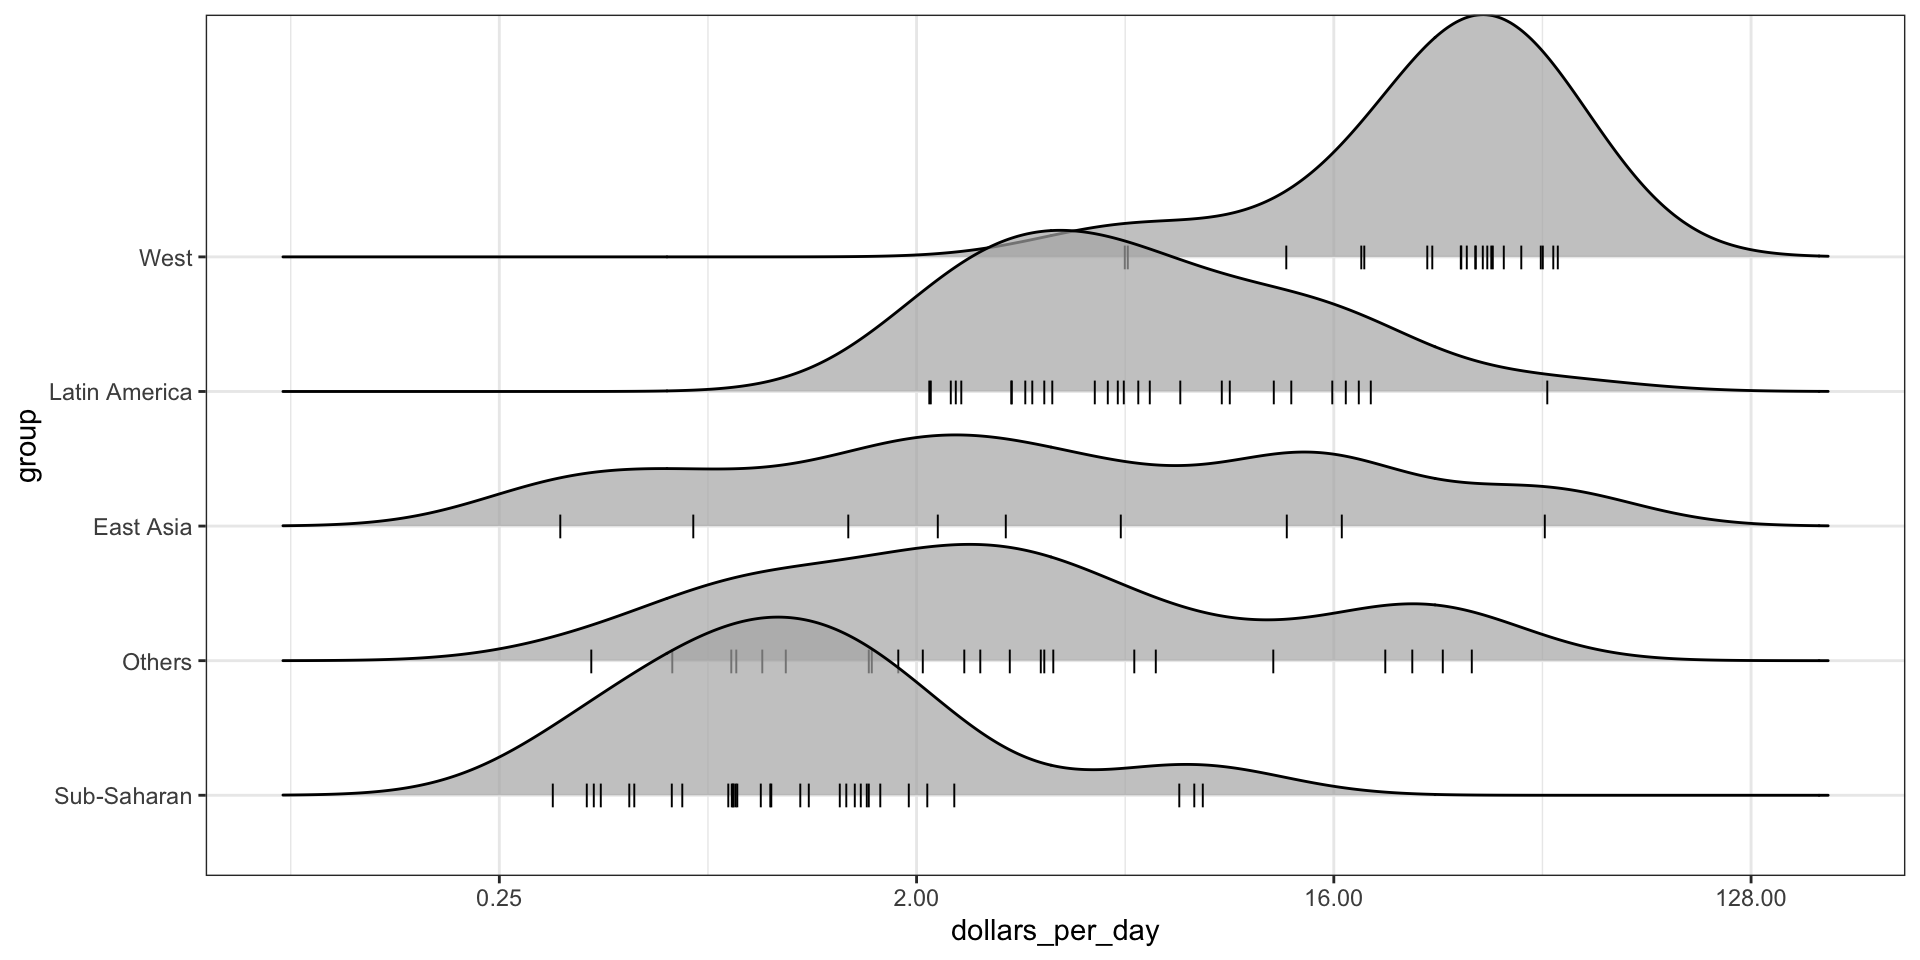 West
Latin America
East Asia
Others
Sub-Saharan
group
0.25 2.00 16.00 128.00
dollars_per_day